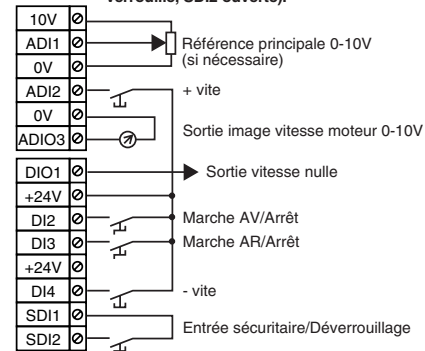 verrouillé, SDI2 ouverte).
10V
ADI1
Référence principale 0-10V
0V
(si nécessaire)
ADI2
+ vite
0V
Sortie image vitesse moteur 0-10V
ADIO3
DIO1
Sortie vitesse nulle
+24V
DI2
Marche AV/Arrêt
DI3
Marche AR/Arrêt
+24V
DI4
- vite
SDI1
Entrée sécuritaire/Déverrouillage
SDI2